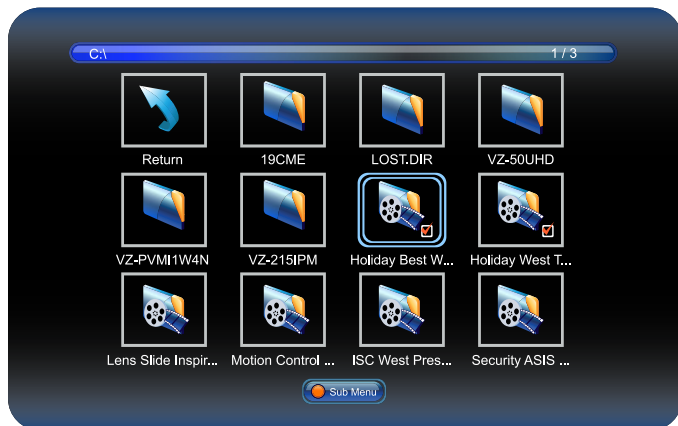 C:\ 1 / 3
Return 19CME LOST.DIR VZ-50UHD
VZ-PVMI1W4N VZ-215IPM Holiday Best W... Holiday West T...
Lens Slide Inspir... Motion Control ... ISC West Pres... Security ASIS ...
Sub Menu